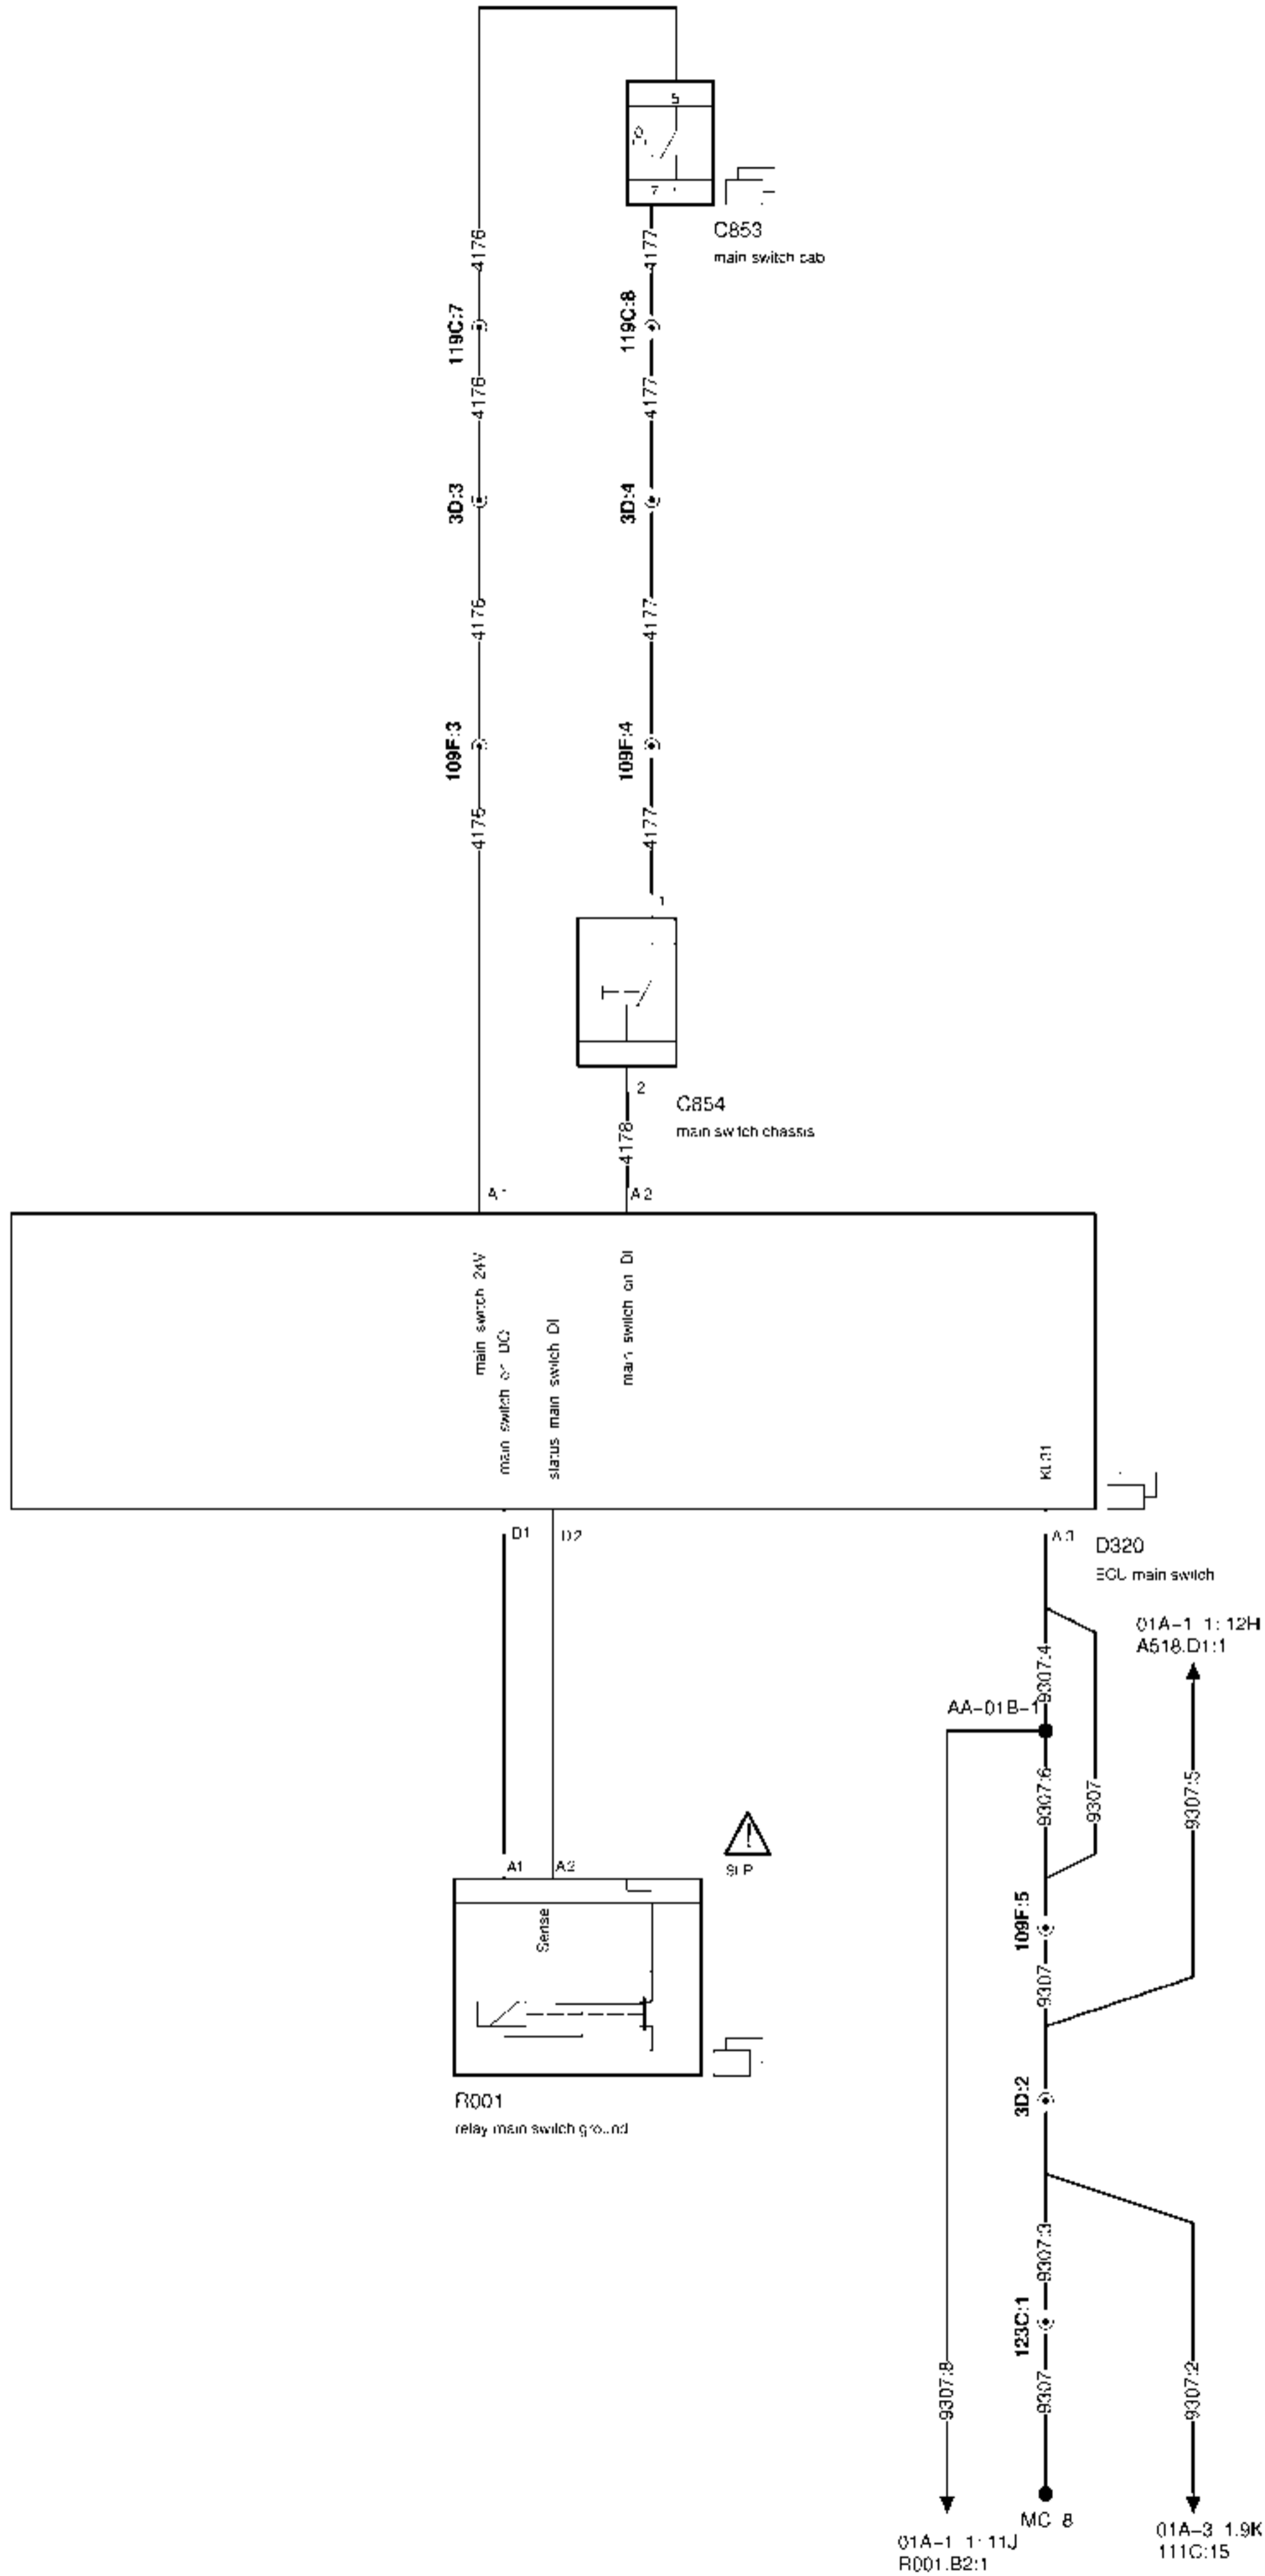 5
7
C853
main switch cab
4176
4177
119C:7
119C:8
4176
4177
3D:3
3D:4
4176
4177
109F:3
109F:4
4176
4177
1
2
C854
main switch chassis
4178
A1
A2
main switch 24V
main switch on DO
status main switch DI
main switch on DI
KL31
D1
D2
A3
D320
ECU main switch
01A-1 1:12H
A518.D1:1
9307:4
AA-01B-1
9307:6
9307
9307:5
A1
A2
Sense
109F:5
9307
R001
relay main switch ground
3D:2
9307:3
123C:1
9307:8
9307
9307:2
MC 8
01A-1 1:11J
R001.B2:1
01A-3 1.9K
111C:15